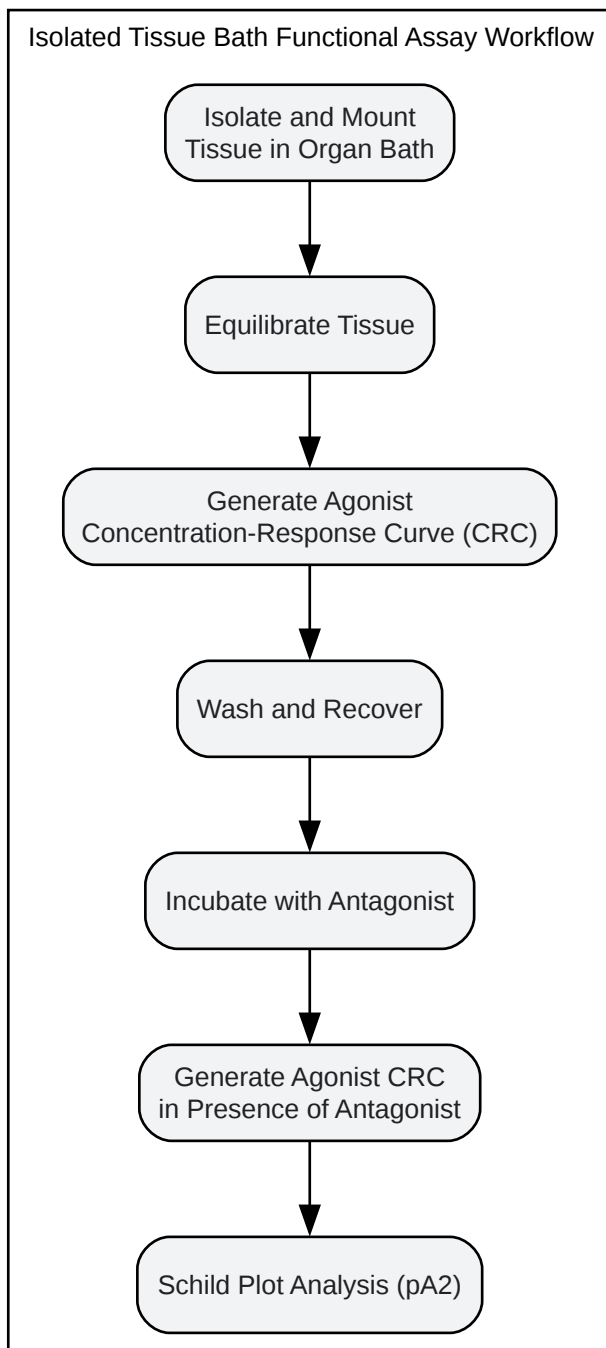 Isolated Tissue Bath Functional Assay Workflow
Isolate and Mount
Tissue in Organ Bath
Equilibrate Tissue
Generate Agonist
Concentration-Response Curve (CRC)
Wash and Recover
Incubate with Antagonist
Generate Agonist CRC
in Presence of Antagonist
Schild Plot Analysis (pA2)